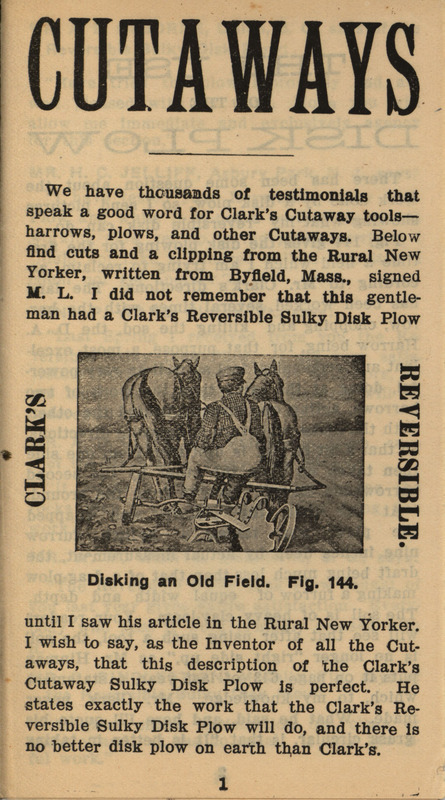 CUTAWAYS
We have thousands of testimonials that
speak a good word for Clark's Cutaway tools—
harrows, plows, and other Cutaways. Below
find cuts and a clipping from the Rural New
Yorker, written from Byfield, Mass., signed
M. L. I did not remember that this gentle-
man had a Clark's Reversible Sulky Disk Plow
CLARK'S
REVERSIBLE.
Disking an Old Field. Fig. 144.
until I saw his article in the Rural New Yorker.
I wish to say, as the Inventor of all the Cut-
aways, that this description of the Clark's
Cutaway Sulky Disk Plow is perfect. He
states exactly the work that the Clark's Re-
versible Sulky Disk Plow will do, and there is
no better disk plow on earth than Clark's.
1